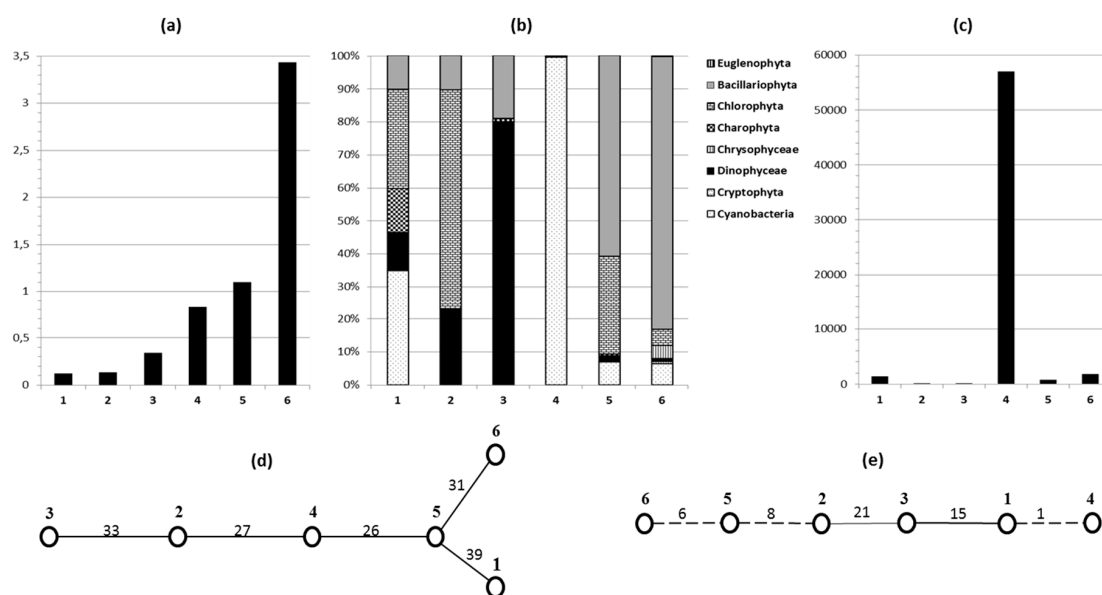 (a)
3,5
3
2,5
2
1,5
1
0,5
0
1 2 3 4 5 6
(b)
100%
90%
80%
70%
60%
50%
40%
30%
20%
10%
0%
1 2 3 4 5 6
Euglenophyta
Bacillariophyta
Chlorophyta
Charophyta
Chrysophyceae
Dinophyceae
Cryptophyta
Cyanobacteria
(c)
60000
50000
40000
30000
20000
10000
0
1 2 3 4 5 6
(d)
6
31
3 2 4 5
33 27 26
39
1
(e)
6 5 2 3 1 4
6 8 21 15 1